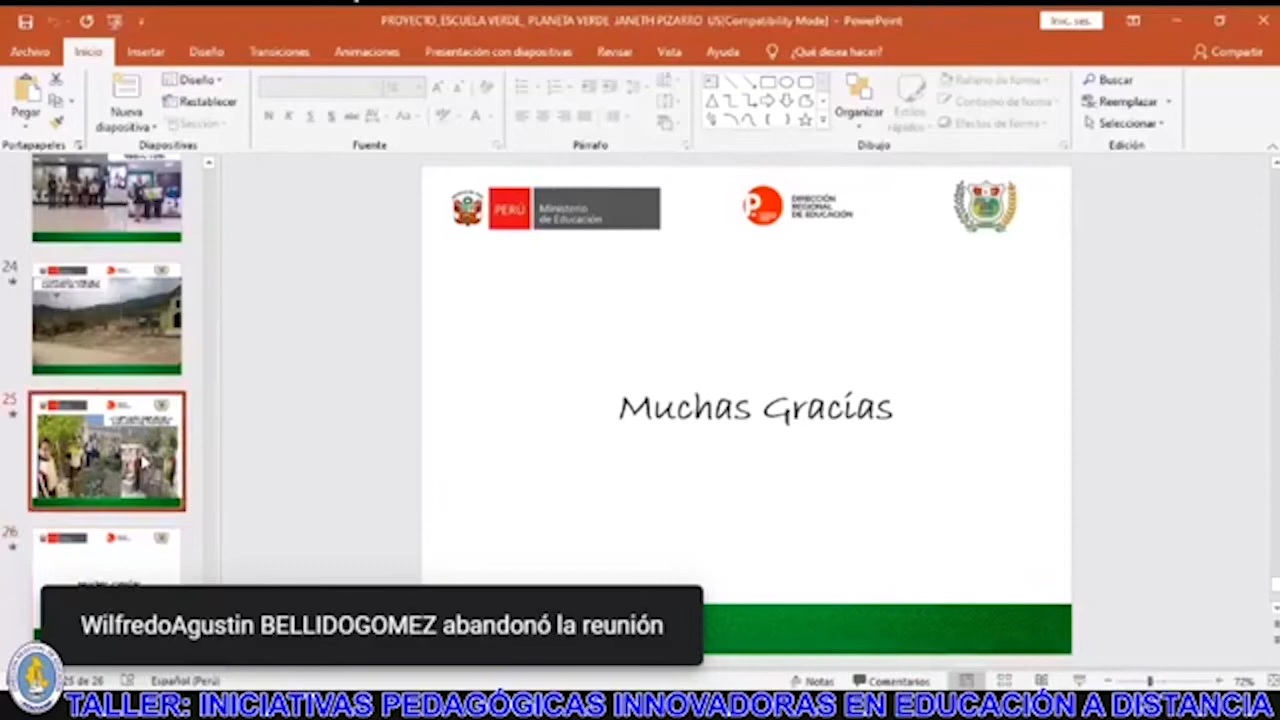 PROYECTO_ESCUELA VERDE, PLANETA VERDE JANETH PIZARRO US[Compatibility Mode] - PowerPoint
Inic. ses.
Archivo Inicio Insertar Diseño Transiciones Animaciones Presentación con diapositivas Revisar Vista Ayuda ¿Qué desea hacer? Compartir
Pegar
Nueva diapositiva
Diseño
Restablecer
Sección
N K S S abc Aa A
Organizar
Estilos rápidos
Relleno de forma
Contorno de forma
Efectos de forma
Buscar
Reemplazar
Seleccionar
Portapapeles Diapositivas Fuente Párrafo Dibujo Edición
24
25
26
PERÚ Ministerio de Educación
DIRECCIÓN REGIONAL DE EDUCACIÓN
Muchas Gracias
WilfredoAgustin BELLIDOGOMEZ abandonó la reunión
25 de 26 Español (Perú) Notas Comentarios 72%
TALLER: INICIATIVAS PEDAGÓGICAS INNOVADORAS EN EDUCACIÓN A DISTANCIA